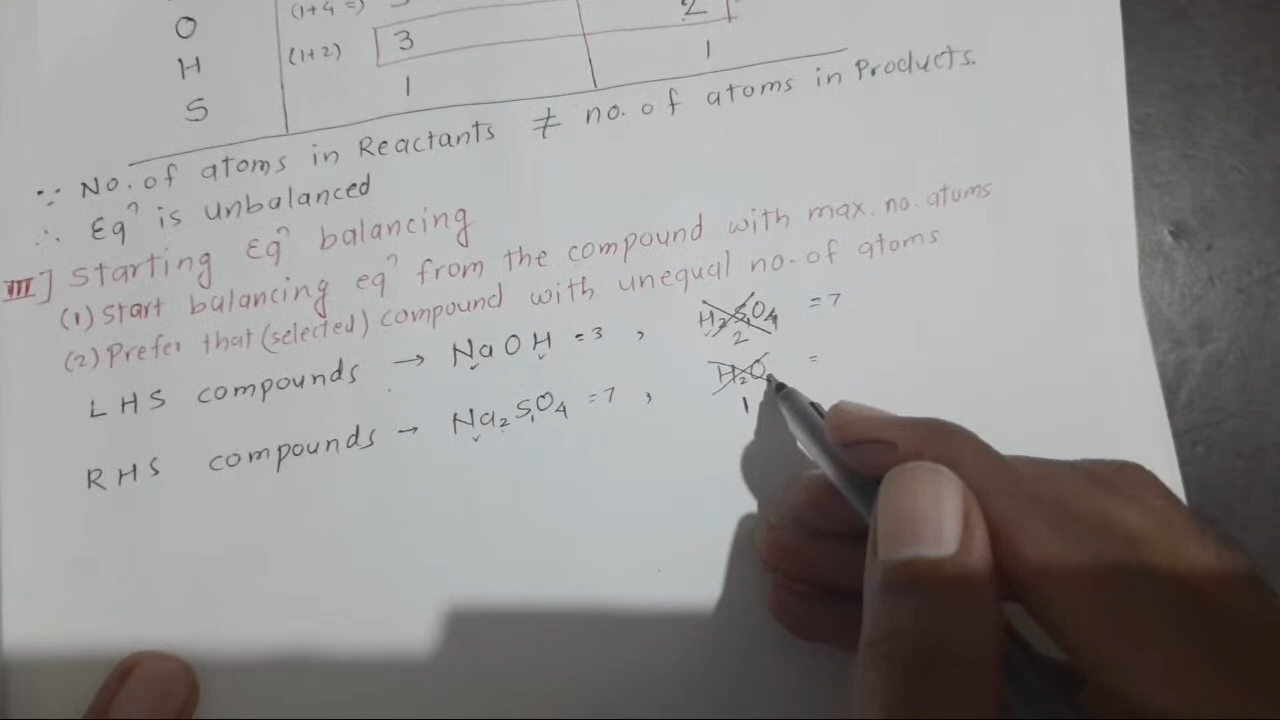 O (1+4 =) 2
H (1+2) 3 1
S 1
∵ No. of atoms in Reactants ≠ no. of atoms in Products.
∴ Eqⁿ is unbalanced
III] Starting Eqⁿ balancing
(1) Start balancing eqⁿ from the compound with max. no. atoms
(2) Prefer that (selected) compound with unequal no. of atoms
LHS compounds → NaOH = 3 , H₂SO₄ = 7
2
RHS compounds → Na₂SO₄ = 7 , H₂O =
1